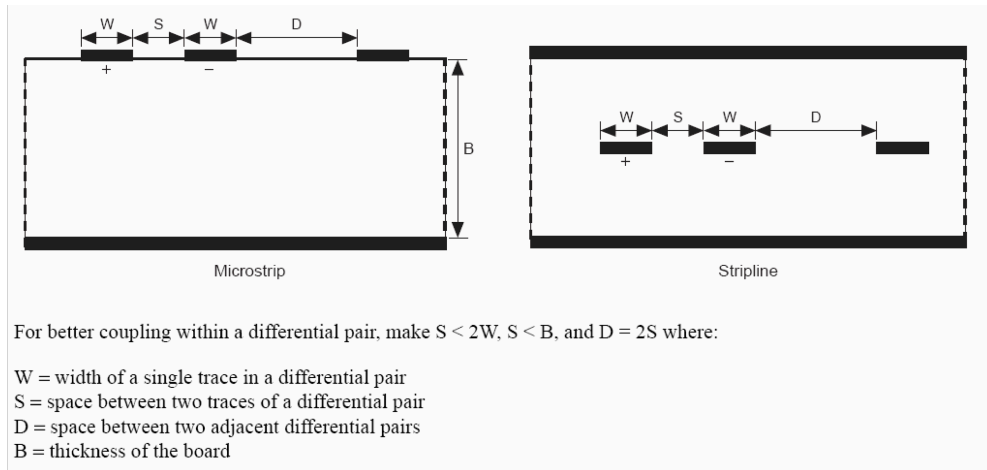 W S W D
+ −
B
Microstrip
W S W D
+ −
Stripline
For better coupling within a differential pair, make S < 2W, S < B, and D = 2S where:
W = width of a single trace in a differential pair
S = space between two traces of a differential pair
D = space between two adjacent differential pairs
B = thickness of the board